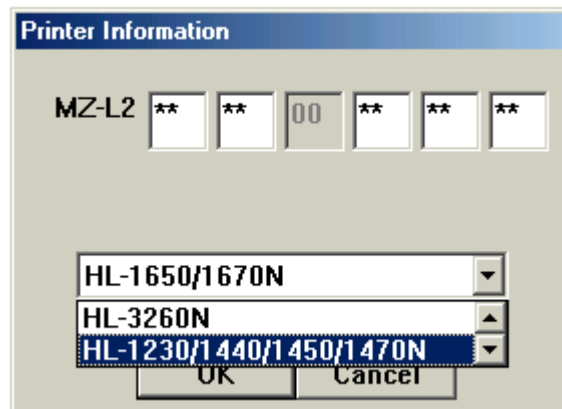 Printer Information
MZ-L2 ** ** 00 ** ** **
HL-1650/1670N
HL-3260N
HL-1230/1440/1450/1470N
OK Cancel